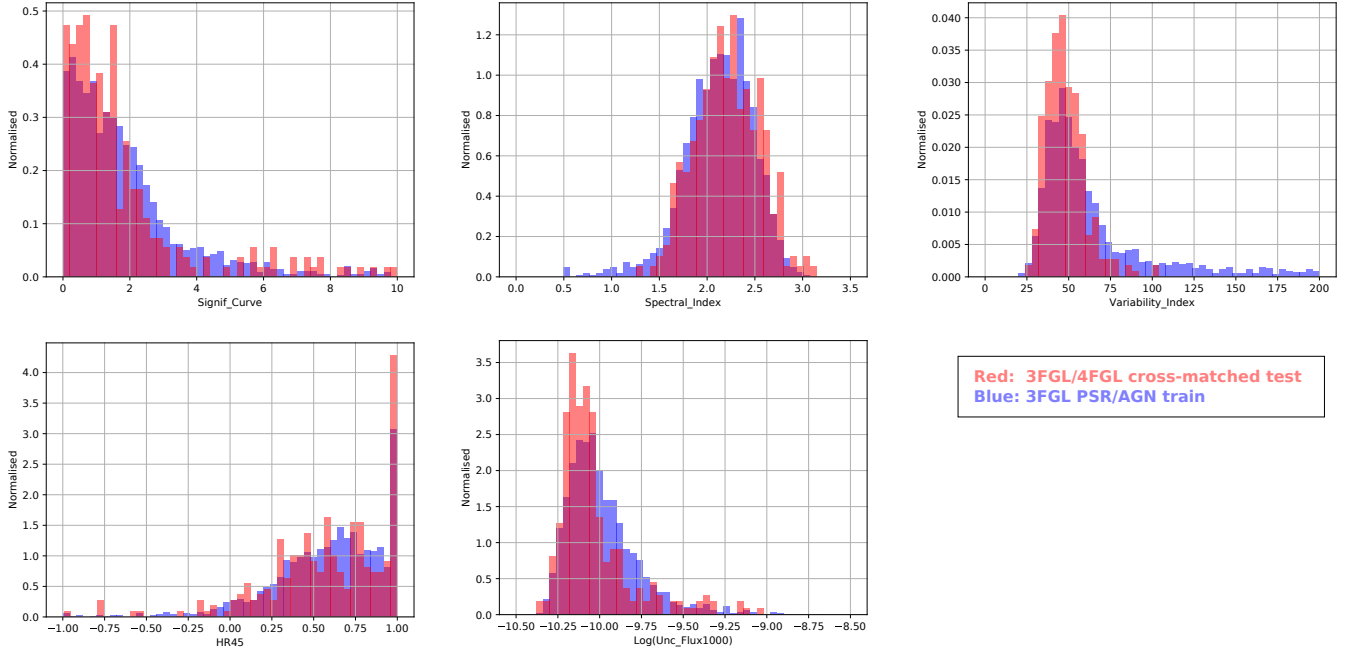 0.5
0.4
0.3
0.2
0.1
0.0
Normalised
0 2 4 6 8 10
Signif_Curve
1.2
1.0
0.8
0.6
0.4
0.2
0.0
Normalised
0.0 0.5 1.0 1.5 2.0 2.5 3.0 3.5
Spectral_Index
0.040
0.035
0.030
0.025
0.020
0.015
0.010
0.005
0.000
Normalised
0 25 50 75 100 125 150 175 200
Variability_Index
4.0
3.5
3.0
2.5
2.0
1.5
1.0
0.5
0.0
Normalised
−1.00 −0.75 −0.50 −0.25 0.00 0.25 0.50 0.75 1.00
HR45
3.5
3.0
2.5
2.0
1.5
1.0
0.5
0.0
Normalised
−10.50 −10.25 −10.00 −9.75 −9.50 −9.25 −9.00 −8.75 −8.50
Log(Unc_Flux1000)
Red: 3FGL/4FGL cross-matched test
Blue: 3FGL PSR/AGN train